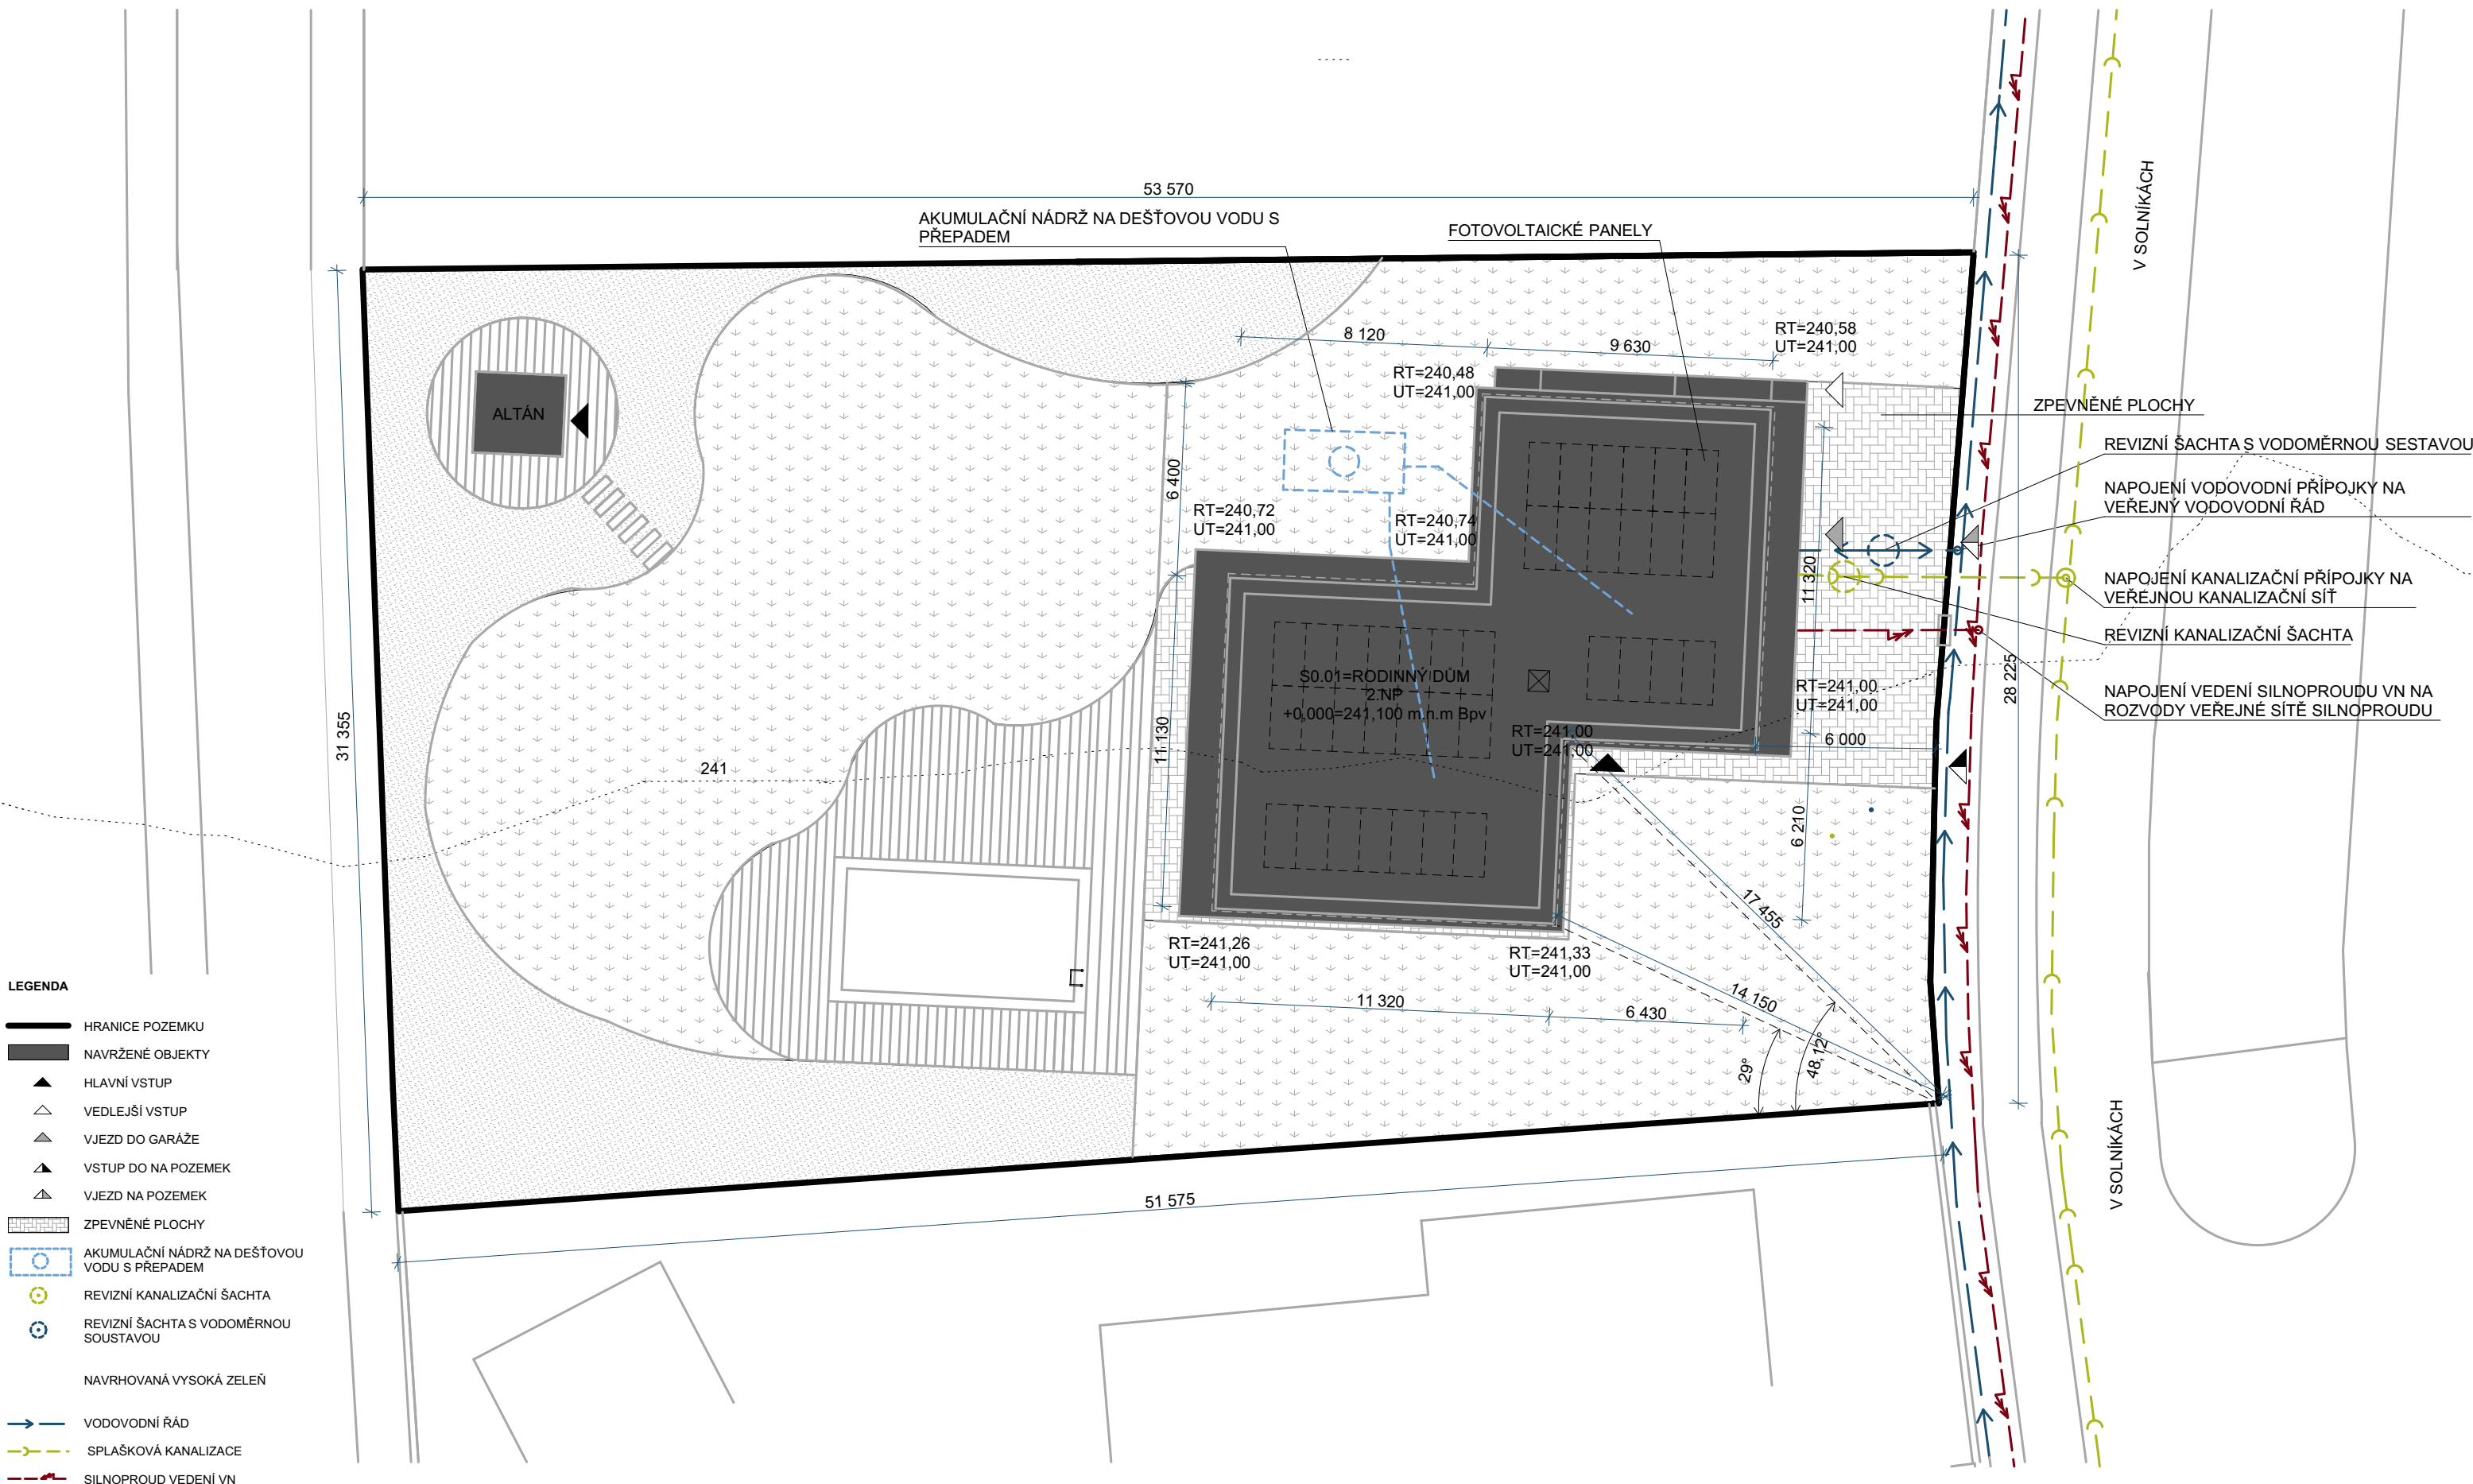 53 570
AKUMULAČNÍ NÁDRŽ NA DEŠŤOVOU VODU S
PŘEPADEM
FOTOVOLTAICKÉ PANELY
V SOLNÍKÁCH
8 120
9 630
RT=240,58
UT=241,00
RT=240,48
UT=241,00
ALTÁN
ZPEVNĚNÉ PLOCHY
REVIZNÍ ŠACHTA S VODOMĚRNOU SESTAVOU
6 400
NAPOJENÍ VODOVODNÍ PŘÍPOJKY NA
VEŘEJNÝ VODOVODNÍ ŘÁD
RT=240,72
UT=241,00
RT=240,74
UT=241,00
11 320
NAPOJENÍ KANALIZAČNÍ PŘÍPOJKY NA
VEŘEJNOU KANALIZAČNÍ SÍŤ
REVIZNÍ KANALIZAČNÍ ŠACHTA
S0.01=RODINNÝ DŮM
2.NP
+0,000=241,100 m.n.m Bpv
RT=241,00
UT=241,00
28 225
NAPOJENÍ VEDENÍ SILNOPROUDU VN NA
ROZVODY VEŘEJNÉ SÍTĚ SILNOPROUDU
31 355
11 130
RT=241,00
UT=241,00
6 000
241
6 210
17 455
RT=241,26
UT=241,00
RT=241,33
UT=241,00
11 320
6 430
14 150
29°
48,12°
V SOLNÍKÁCH
51 575
LEGENDA
HRANICE POZEMKU
NAVRŽENÉ OBJEKTY
HLAVNÍ VSTUP
VEDLEJŠÍ VSTUP
VJEZD DO GARÁŽE
VSTUP DO NA POZEMEK
VJEZD NA POZEMEK
ZPEVNĚNÉ PLOCHY
AKUMULAČNÍ NÁDRŽ NA DEŠŤOVOU
VODU S PŘEPADEM
REVIZNÍ KANALIZAČNÍ ŠACHTA
REVIZNÍ ŠACHTA S VODOMĚRNOU
SOUSTAVOU
NAVRHOVANÁ VYSOKÁ ZELEŇ
VODOVODNÍ ŘÁD
SPLAŠKOVÁ KANALIZACE
SILNOPROUD VEDENÍ VN